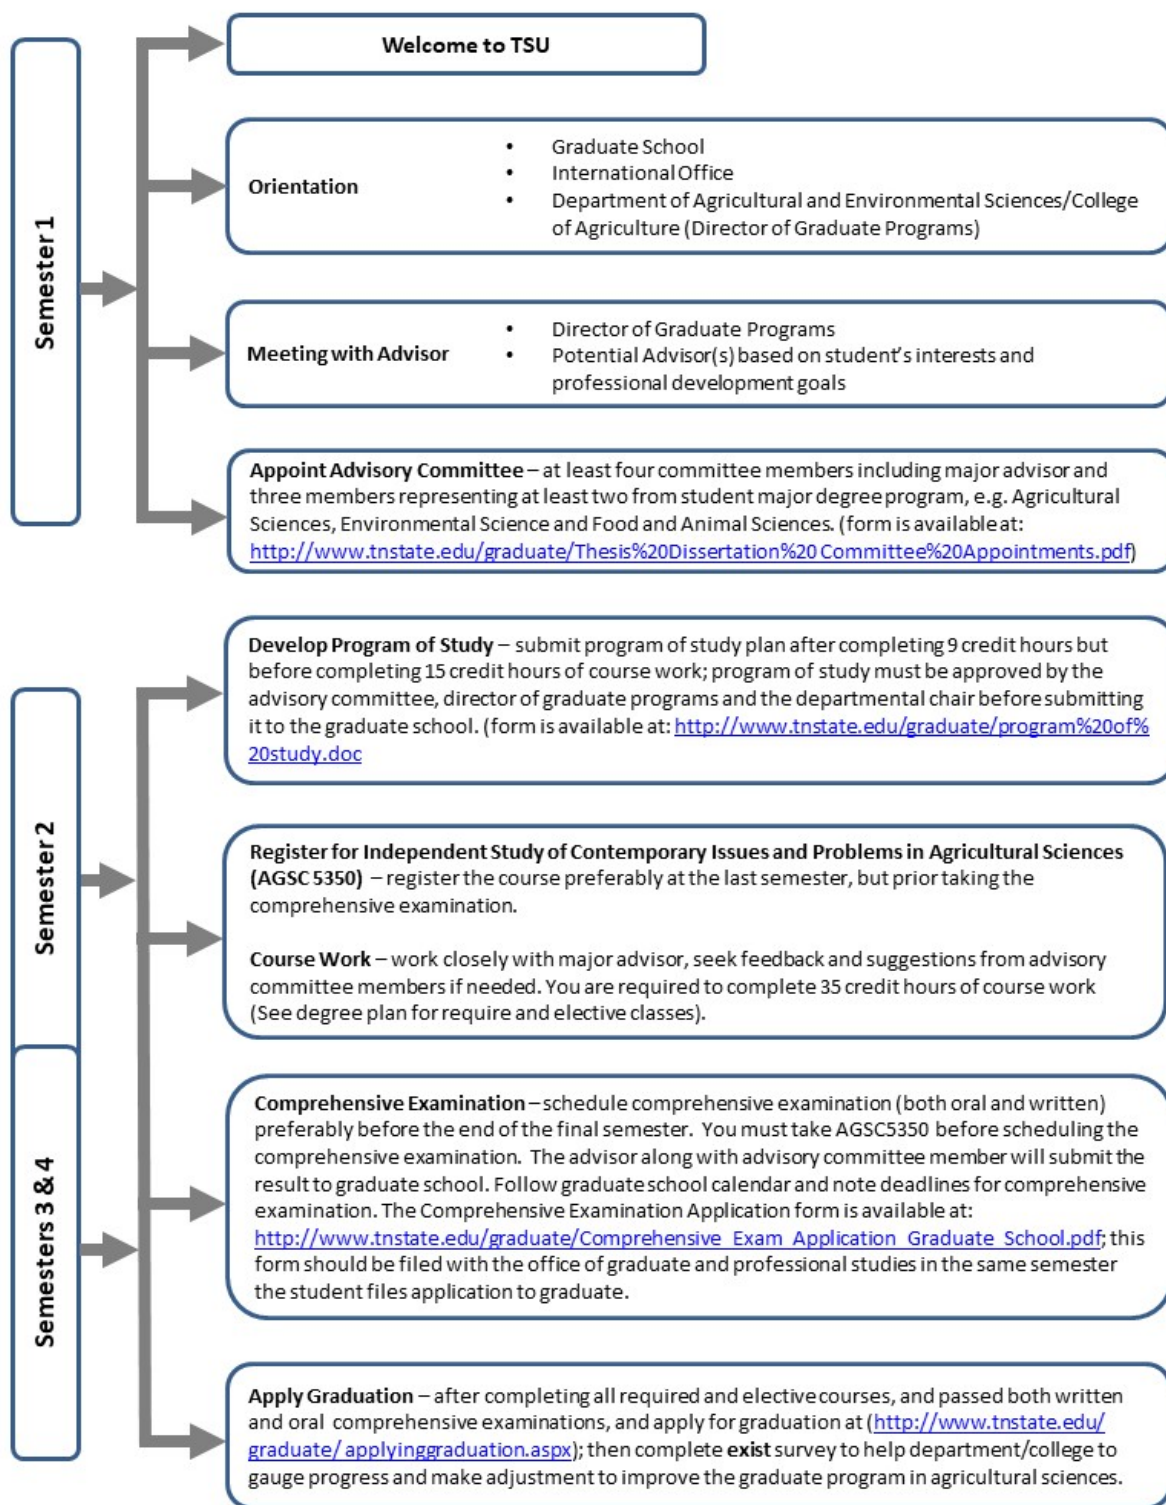 Semester 1
Welcome to TSU
Orientation
• Graduate School
• International Office
• Department of Agricultural and Environmental Sciences/College
of Agriculture (Director of Graduate Programs)
Meeting with Advisor
• Director of Graduate Programs
• Potential Advisor(s) based on student's interests and
professional development goals
Appoint Advisory Committee – at least four committee members including major advisor and
three members representing at least two from student major degree program, e.g. Agricultural
Sciences, Environmental Science and Food and Animal Sciences. (form is available at:
http://www.tnstate.edu/graduate/Thesis%20Dissertation%20 Committee%20Appointments.pdf)
Semester 2
Develop Program of Study – submit program of study plan after completing 9 credit hours but
before completing 15 credit hours of course work; program of study must be approved by the
advisory committee, director of graduate programs and the departmental chair before submitting
it to the graduate school. (form is available at: http://www.tnstate.edu/graduate/program%20of%
20study.doc
Register for Independent Study of Contemporary Issues and Problems in Agricultural Sciences
(AGSC 5350) – register the course preferably at the last semester, but prior taking the
comprehensive examination.
Course Work – work closely with major advisor, seek feedback and suggestions from advisory
committee members if needed. You are required to complete 35 credit hours of course work
(See degree plan for require and elective classes).
Semesters 3 & 4
Comprehensive Examination – schedule comprehensive examination (both oral and written)
preferably before the end of the final semester. You must take AGSC5350 before scheduling the
comprehensive examination. The advisor along with advisory committee member will submit the
result to graduate school. Follow graduate school calendar and note deadlines for comprehensive
examination. The Comprehensive Examination Application form is available at:
http://www.tnstate.edu/graduate/Comprehensive_Exam_Application_Graduate_School.pdf; this
form should be filed with the office of graduate and professional studies in the same semester
the student files application to graduate.
Apply Graduation – after completing all required and elective courses, and passed both written
and oral comprehensive examinations, and apply for graduation at (http://www.tnstate.edu/
graduate/ applyinggraduation.aspx); then complete exist survey to help department/college to
gauge progress and make adjustment to improve the graduate program in agricultural sciences.